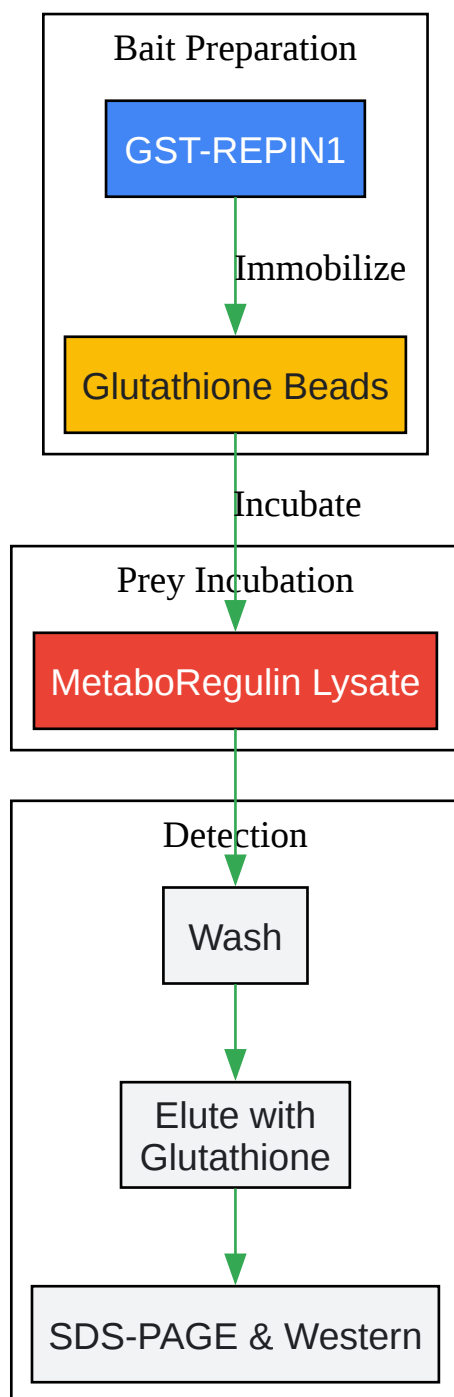 Bait Preparation
GST-REPIN1
Immobilize
Glutathione Beads
Incubate
Prey Incubation
MetaboRegulin Lysate
Detection
Wash
Elute with
Glutathione
SDS-PAGE & Western